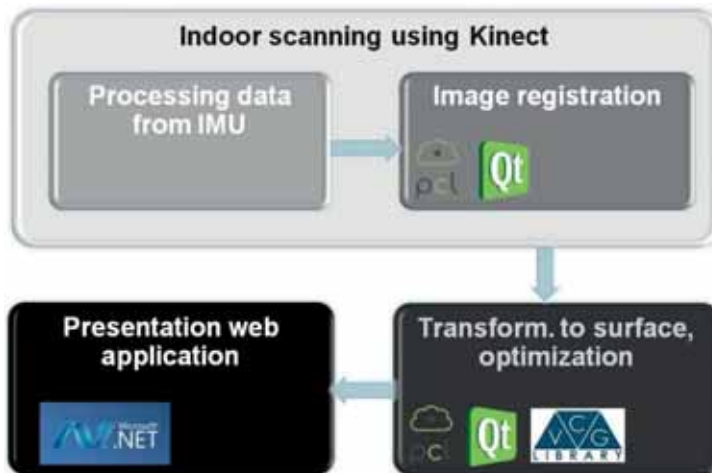 Indoor scanning using Kinect
Processing data
from IMU
Image registration
pcl
Qt
Presentation web
application
Microsoft
.NET
Transform. to surface,
optimization
pcl
Qt
VCG
LIBRARY